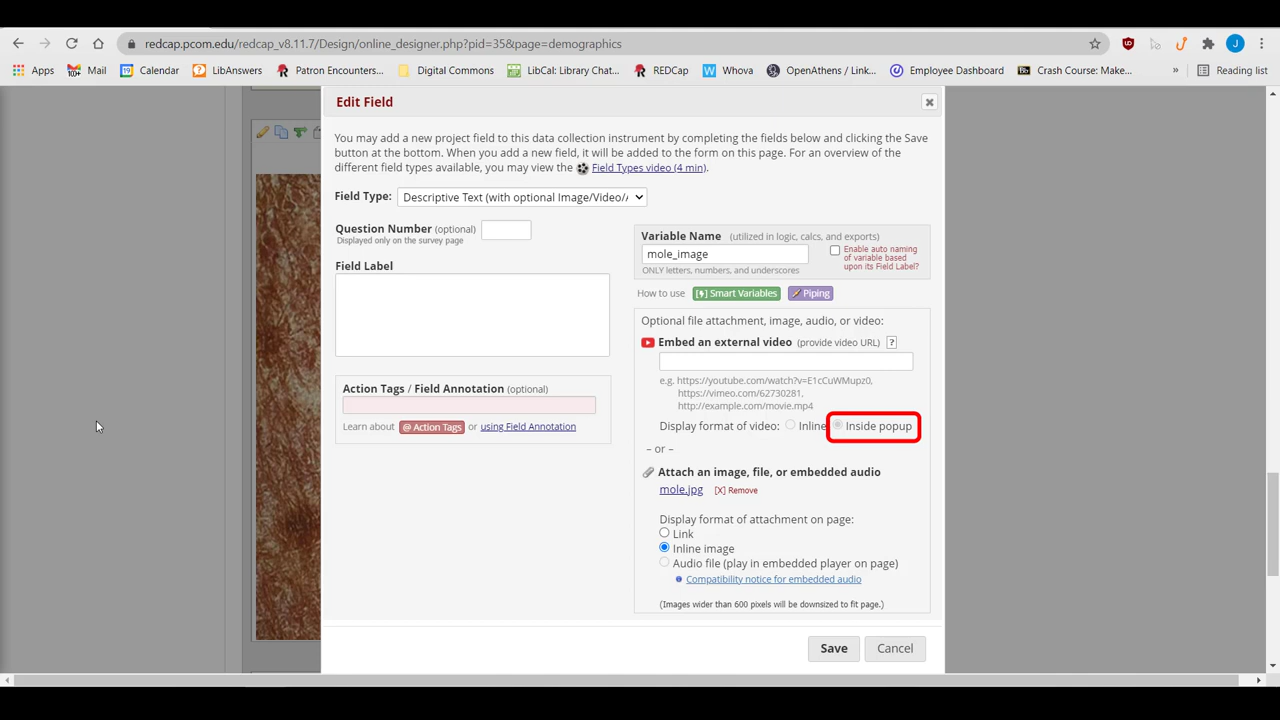 redcap.pcom.edu/redcap_v8.11.7/Design/online_designer.php?pid=35&page=demographics
J
Apps
10+ Mail
19 Calendar
LibAnswers
Patron Encounters...
Digital Commons
LibCal: Library Chat...
REDCap
W Whova
OpenAthens / Link...
Employee Dashboard
Crash Course: Make...
»
Reading list
Edit Field
You may add a new project field to this data collection instrument by completing the fields below and clicking the Save
button at the bottom. When you add a new field, it will be added to the form on this page. For an overview of the
different field types available, you may view the Field Types video (4 min).
Field Type: Descriptive Text (with optional Image/Video/
Question Number (optional)
Displayed only on the survey page
Field Label
Action Tags / Field Annotation (optional)
Learn about @ Action Tags or using Field Annotation
Variable Name (utilized in logic, calcs, and exports)
mole_image
Enable auto naming
of variable based
upon its Field Label?
ONLY letters, numbers, and underscores
How to use Smart Variables Piping
Optional file attachment, image, audio, or video:
Embed an external video (provide video URL) ?
e.g. https://youtube.com/watch?v=E1cCuWMupz0,
https://vimeo.com/62730281,
http://example.com/movie.mp4
Display format of video: Inline Inside popup
– or –
Attach an image, file, or embedded audio
mole.jpg [X] Remove
Display format of attachment on page:
Link
Inline image
Audio file (play in embedded player on page)
Compatibility notice for embedded audio
(Images wider than 600 pixels will be downsized to fit page.)
Save
Cancel